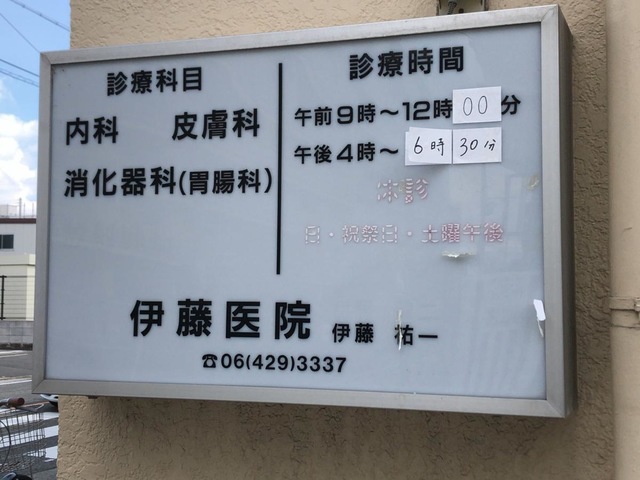 診療科目
内科 皮膚科
消化器科(胃腸科)
診療時間
午前9時～12時00分
午後4時～6時30分
休診
日・祝祭日・土曜午後
伊藤医院 伊藤 祐一
☎06(429)3337